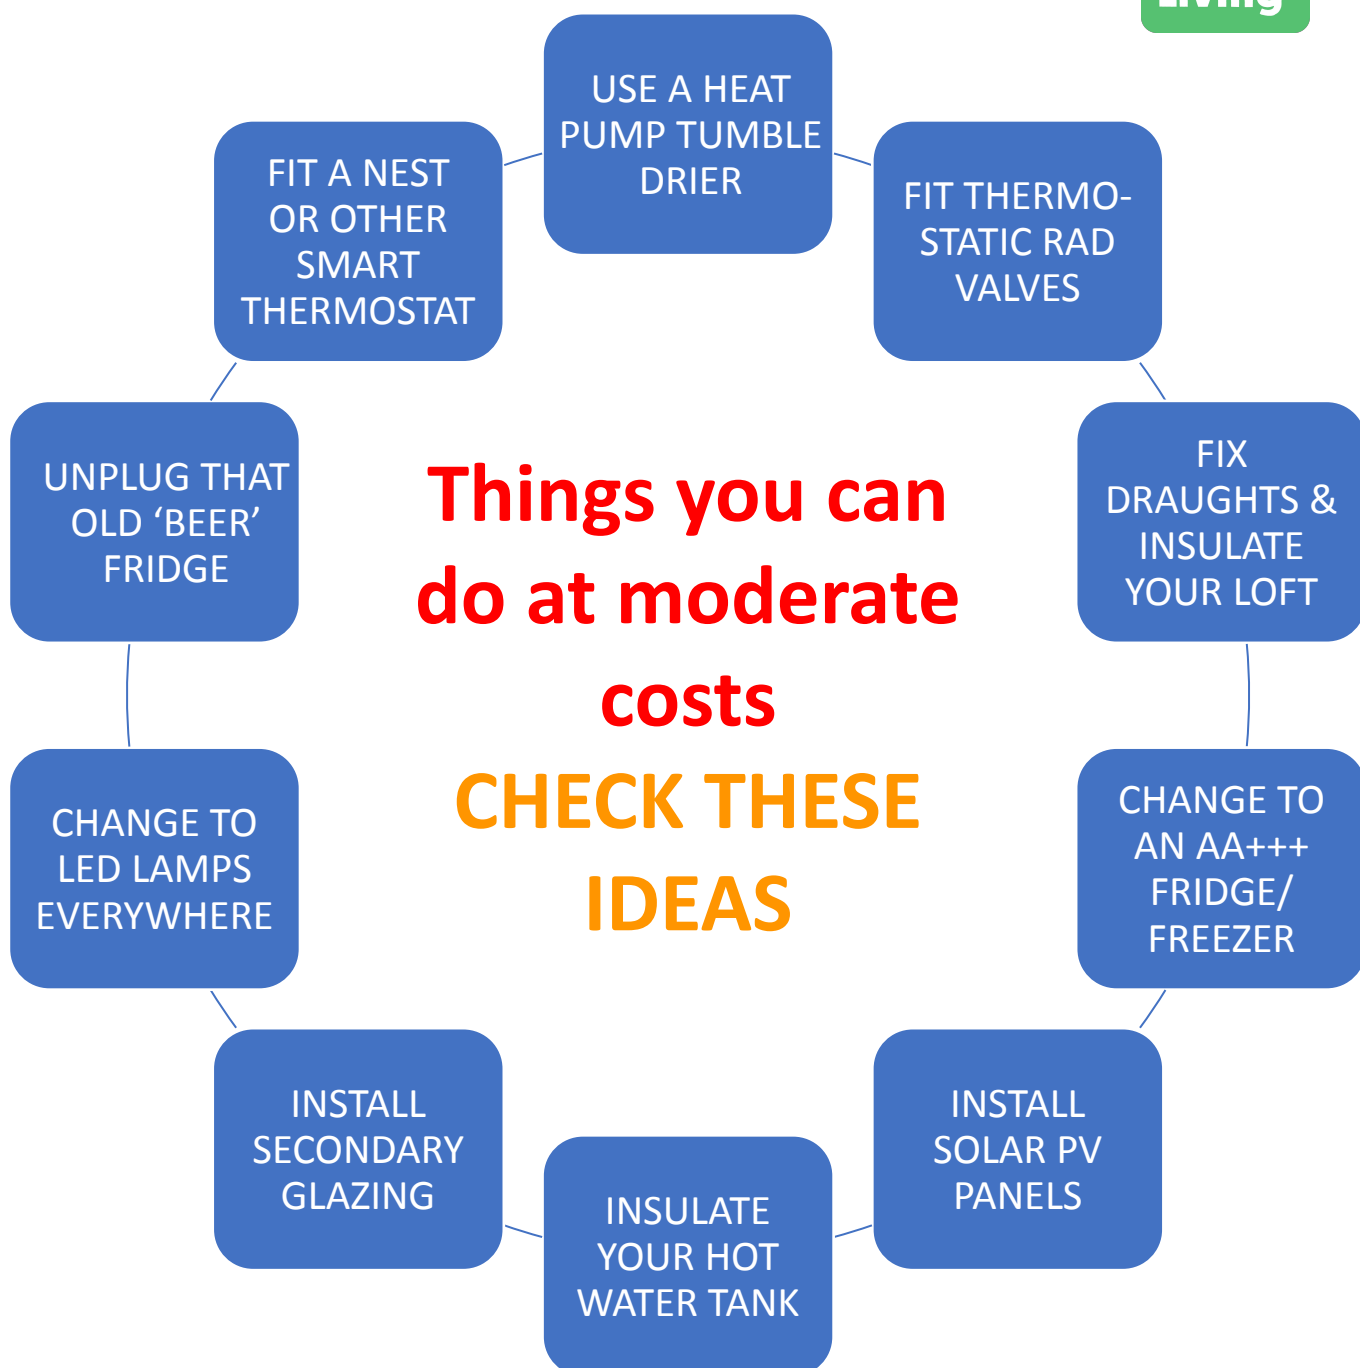 Living
USE A HEAT
PUMP TUMBLE
DRIER
FIT THERMO-
STATIC RAD
VALVES
FIX
DRAUGHTS &
INSULATE
YOUR LOFT
CHANGE TO
AN AA+++
FRIDGE/
FREEZER
INSTALL
SOLAR PV
PANELS
INSULATE
YOUR HOT
WATER TANK
INSTALL
SECONDARY
GLAZING
CHANGE TO
LED LAMPS
EVERYWHERE
UNPLUG THAT
OLD ‘BEER’
FRIDGE
FIT A NEST
OR OTHER
SMART
THERMOSTAT
Things you can
do at moderate
costs
CHECK THESE
IDEAS